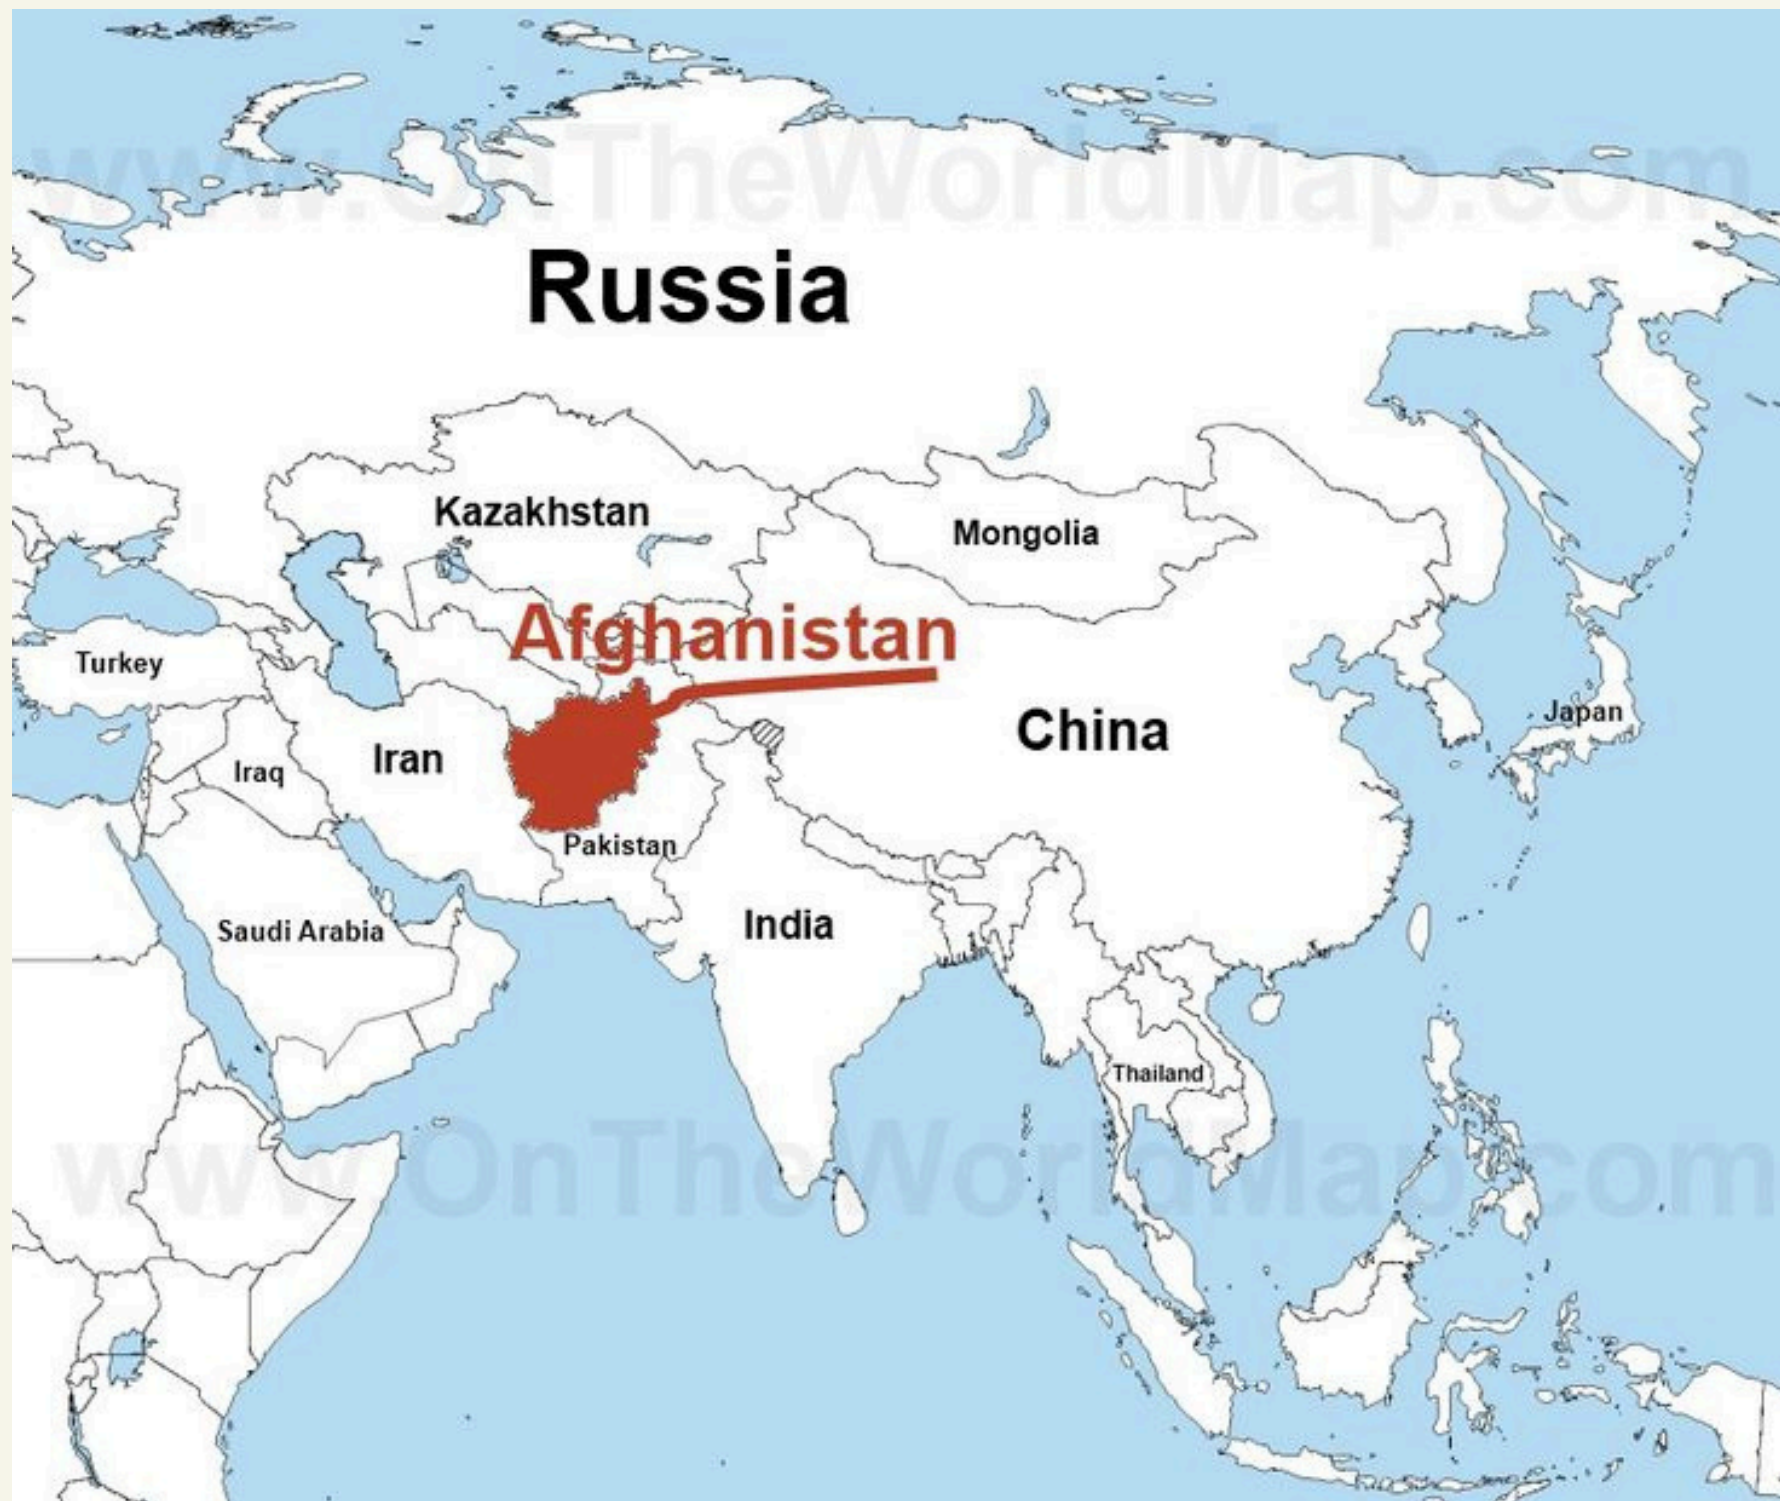 www.OnTheWorldMap.com
Russia
Kazakhstan
Mongolia
Afghanistan
Turkey
Japan
China
Iran
Iraq
Pakistan
India
Saudi Arabia
Thailand
www.OnTheWorldMap.com